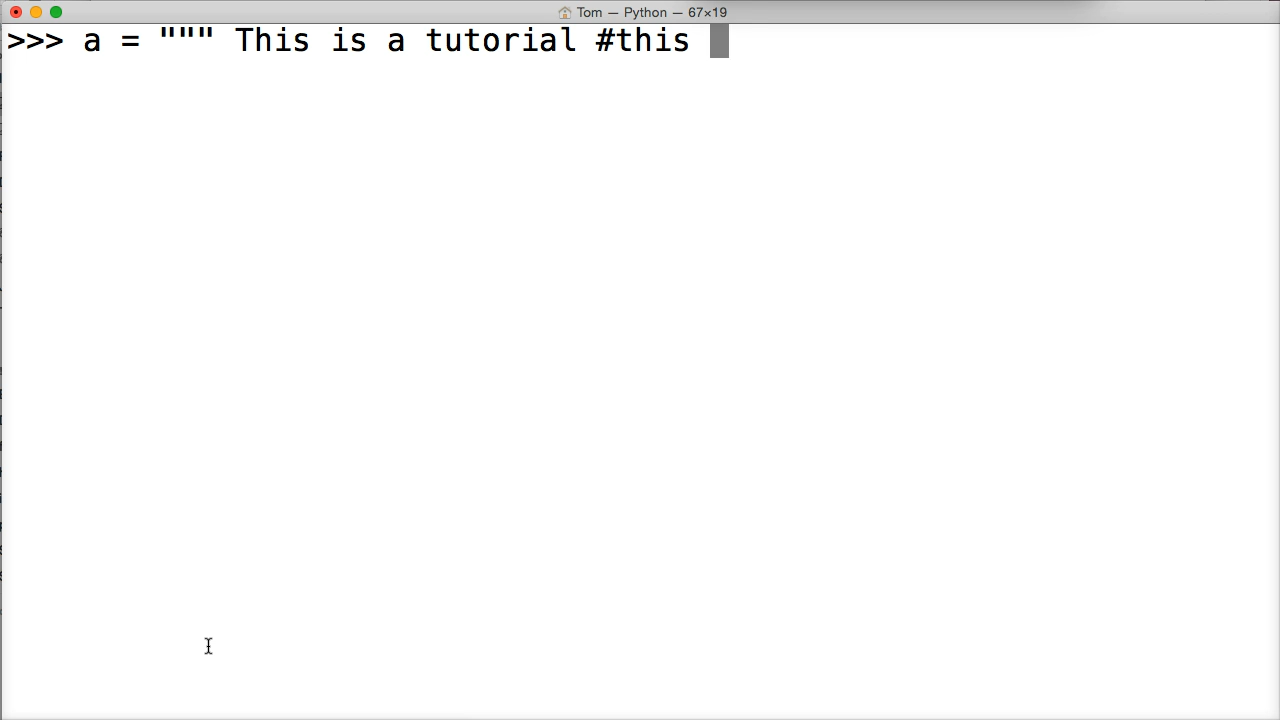 Tom — Python — 67×19
>>> a = """ This is a tutorial #this